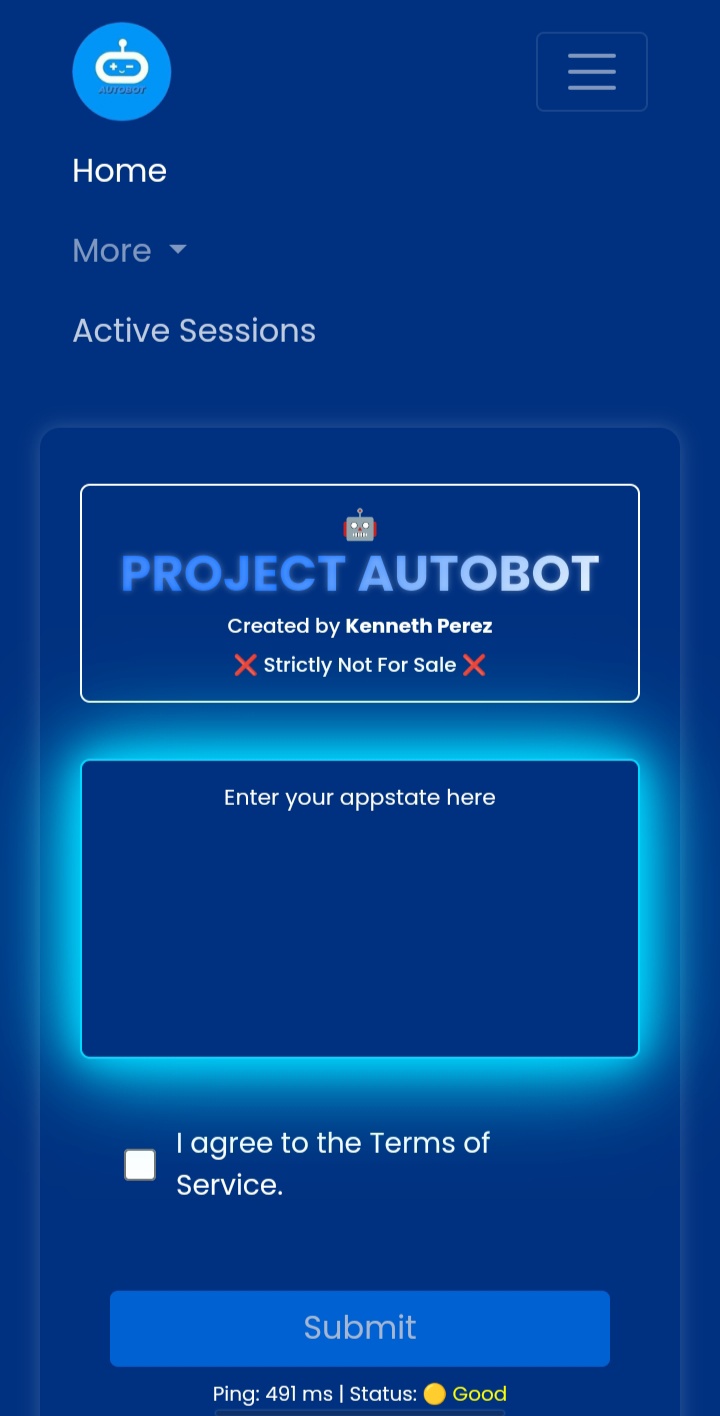 AUTOBOT
Home
More
Active Sessions
PROJECT AUTOBOT
Created by Kenneth Perez
❌ Strictly Not For Sale ❌
Enter your appstate here
I agree to the Terms of
Service.
Submit
Ping: 491 ms | Status: 🟡 Good